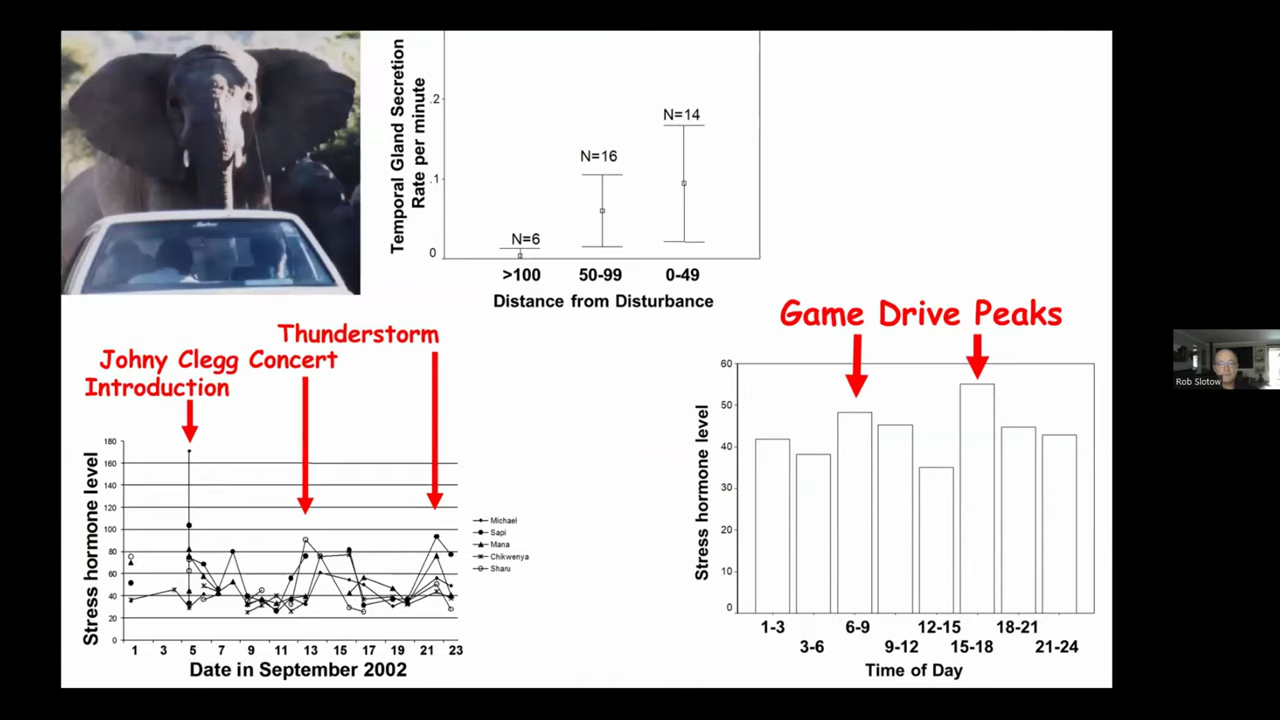 Temporal Gland Secretion
Rate per minute
.2
.1
0
N=6
N=16
N=14
>100
50-99
0-49
Distance from Disturbance
Thunderstorm
Johny Clegg Concert
Introduction
Stress hormone level
180
160
140
120
100
80
60
40
20
0
1
3
5
7
9
11
13
15
17
19
21
23
Date in September 2002
Michael
Sapi
Mana
Chikwenya
Sharu
Game Drive Peaks
Stress hormone level
60
50
40
30
20
10
0
1-3
3-6
6-9
9-12
12-15
15-18
18-21
21-24
Time of Day
Rob Slotow